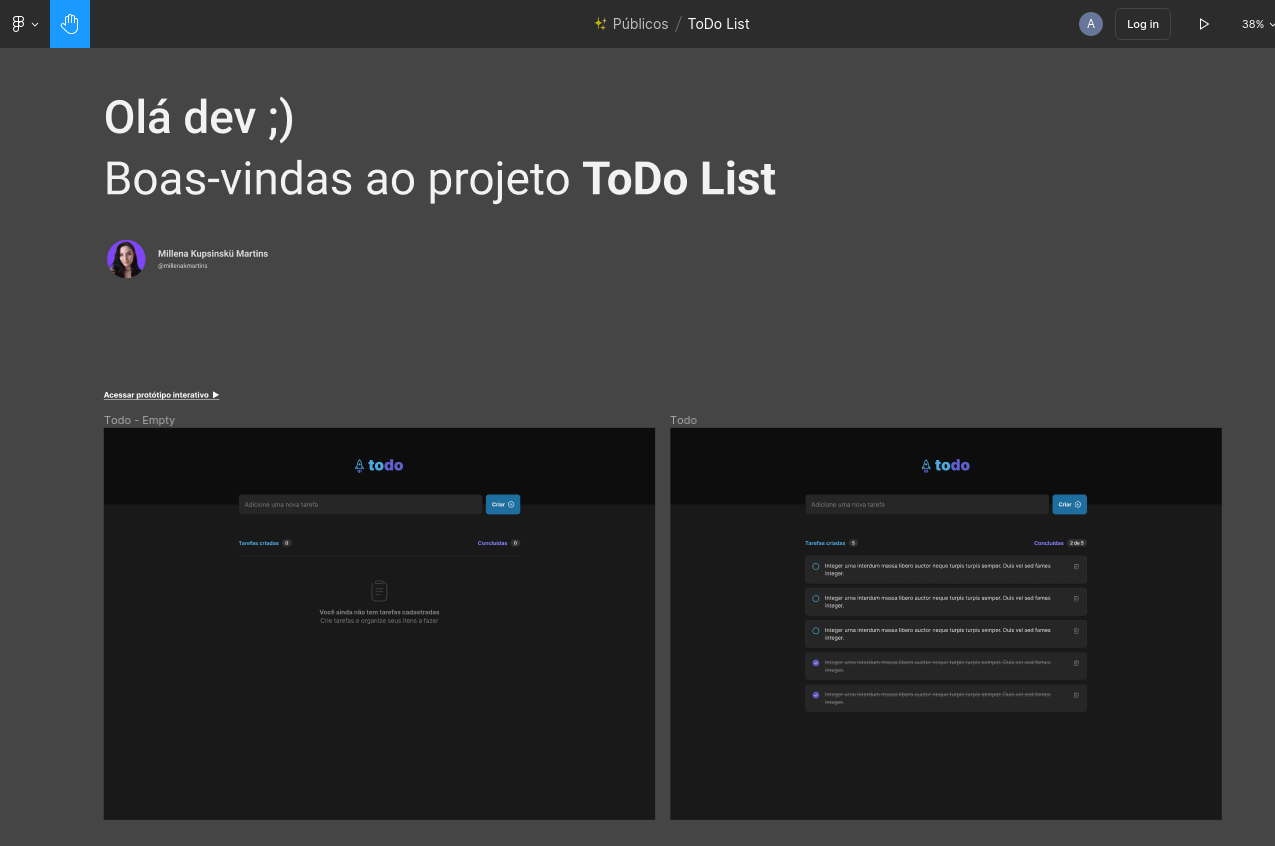 Públicos / ToDo List
A
Log in
38%
Olá dev ;)
Boas-vindas ao projeto ToDo List
Millena Kupsinskü Martins
@millenakmartins
Acessar protótipo interativo
Todo - Empty
todo
Adicione uma nova tarefa
Criar
Tarefas criadas 0
Concluídas 0
Você ainda não tem tarefas cadastradas
Crie tarefas e organize seus itens a fazer
Todo
todo
Adicione uma nova tarefa
Criar
Tarefas criadas 5
Concluídas 2 de 5
Integer urna interdum massa libero auctor neque turpis turpis semper. Duis vel sed fames
integer.
Integer urna interdum massa libero auctor neque turpis turpis semper. Duis vel sed fames
integer.
Integer urna interdum massa libero auctor neque turpis turpis semper. Duis vel sed fames
integer.
Integer urna interdum massa libero auctor neque turpis turpis semper. Duis vel sed fames
integer.
Integer urna interdum massa libero auctor neque turpis turpis semper. Duis vel sed fames
integer.